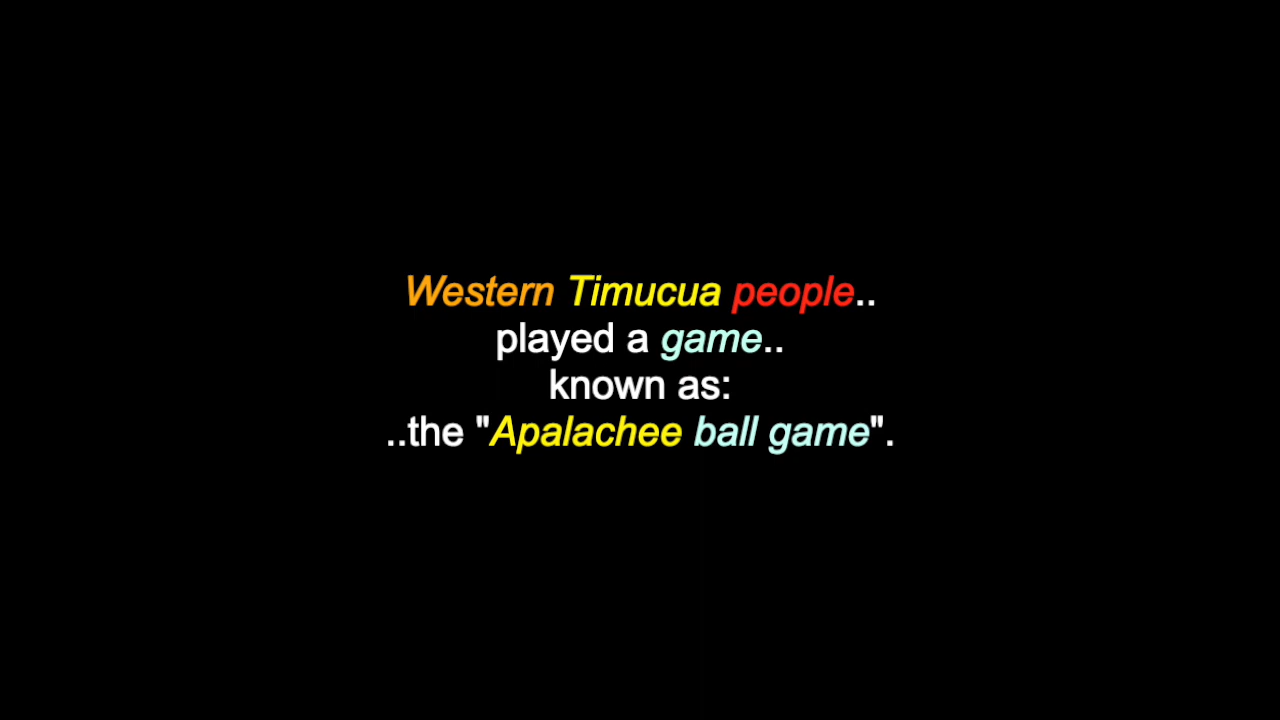 Western Timucua people..
played a game..
known as:
..the "Apalachee ball game".